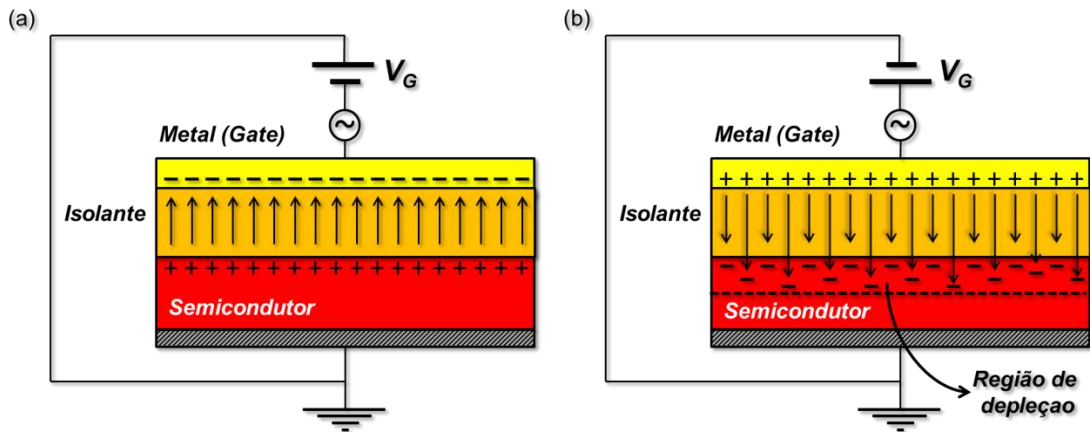 (a)
V_G
Metal (Gate)
Isolante
Semicondutor
(b)
V_G
Metal (Gate)
Isolante
Semicondutor
Região de
depleçao